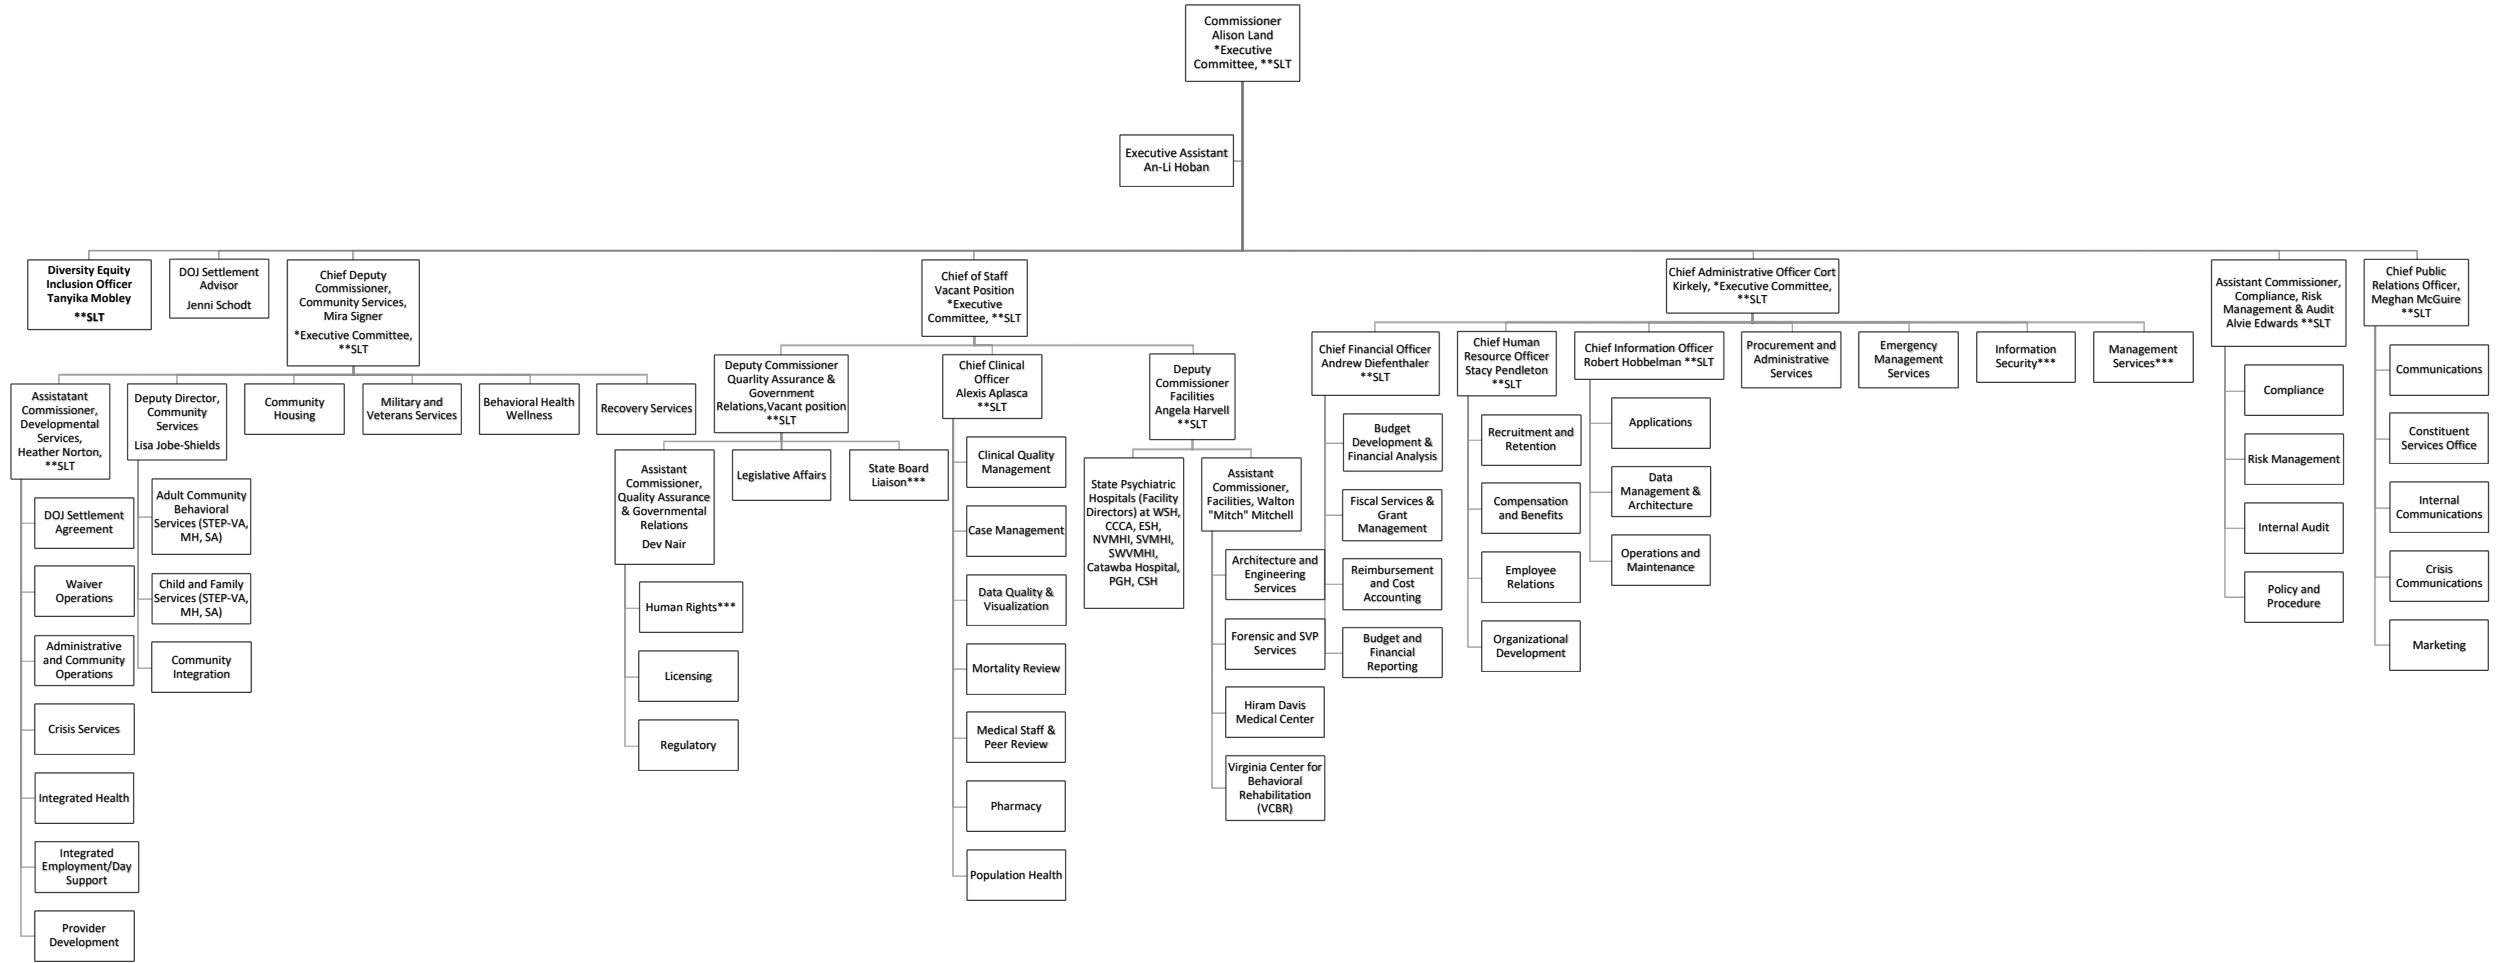 Commissioner
Alison Land
*Executive
Committee, **SLT
Executive Assistant
An-Li Hoban
Diversity Equity
Inclusion Officer
Tanyika Mobley
**SLT
DOJ Settlement
Advisor
Jenni Schodt
Chief Deputy
Commissioner,
Community Services,
Mira Signer
*Executive Committee,
**SLT
Chief of Staff
Vacant Position
*Executive
Committee, **SLT
Chief Administrative Officer Cort
Kirkely, *Executive Committee,
**SLT
Assistant Commissioner,
Compliance, Risk
Management & Audit
Alvie Edwards **SLT
Chief Public
Relations Officer,
Meghan McGuire
**SLT
Assistatant
Commissioner,
Developmental
Services,
Heather Norton,
**SLT
Deputy Director,
Community
Services
Lisa Jobe-Shields
Community
Housing
Military and
Veterans Services
Behavioral Health
Wellness
Recovery Services
Deputy Commissioner
Quarlity Assurance &
Government
Relations,Vacant position
**SLT
Chief Clinical
Officer
Alexis Aplasca
**SLT
Deputy
Commissioner
Facilities
Angela Harvell
**SLT
Chief Financial Officer
Andrew Diefenthaler
**SLT
Chief Human
Resource Officer
Stacy Pendleton
**SLT
Chief Information Officer
Robert Hobbelman **SLT
Procurement and
Administrative
Services
Emergency
Management
Services
Information
Security***
Management
Services***
DOJ Settlement
Agreement
Waiver
Operations
Administrative
and Community
Operations
Crisis Services
Integrated Health
Integrated
Employment/Day
Support
Provider
Development
Adult Community
Behavioral
Services (STEP-VA,
MH, SA)
Child and Family
Services (STEP-VA,
MH, SA)
Community
Integration
Assistant
Commissioner,
Quality Assurance
& Governmental
Relations
Dev Nair
Legislative Affairs
State Board
Liaison***
Human Rights***
Licensing
Regulatory
Clinical Quality
Management
Case Management
Data Quality &
Visualization
Mortality Review
Medical Staff &
Peer Review
Pharmacy
Population Health
State Psychiatric
Hospitals (Facility
Directors) at WSH,
CCCA, ESH,
NVMHI, SVMHI,
SWVMHI,
Catawba Hospital,
PGH, CSH
Assistant
Commissioner,
Facilities, Walton
"Mitch" Mitchell
Architecture and
Engineering
Services
Forensic and SVP
Services
Hiram Davis
Medical Center
Virginia Center for
Behavioral
Rehabilitation
(VCBR)
Budget
Development &
Financial Analysis
Fiscal Services &
Grant
Management
Reimbursement
and Cost
Accounting
Budget and
Financial
Reporting
Recruitment and
Retention
Compensation
and Benefits
Employee
Relations
Organizational
Development
Applications
Data
Management &
Architecture
Operations and
Maintenance
Compliance
Risk Management
Internal Audit
Policy and
Procedure
Communications
Constituent
Services Office
Internal
Communications
Crisis
Communications
Marketing